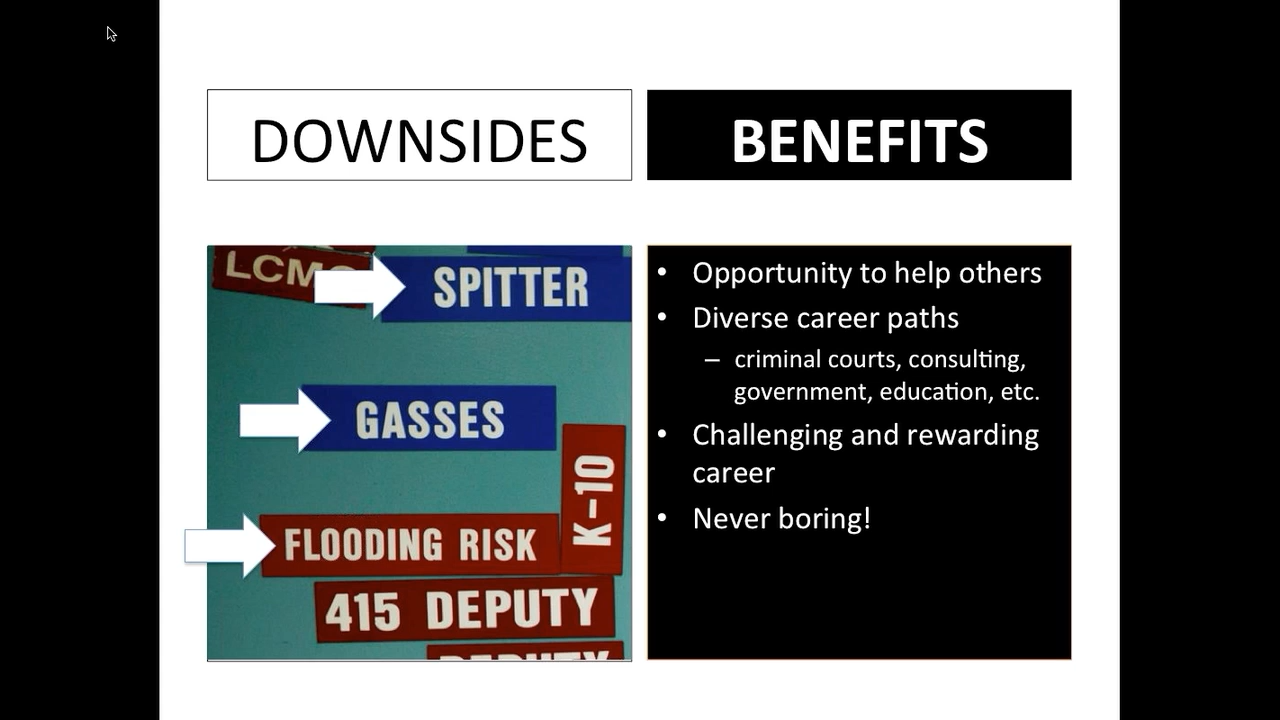 DOWNSIDES
BENEFITS
SPITTER
GASSES
K-10
FLOODING RISK
415 DEPUTY
DEPUTY
• Opportunity to help others
• Diverse career paths
– criminal courts, consulting,
government, education, etc.
• Challenging and rewarding
career
• Never boring!